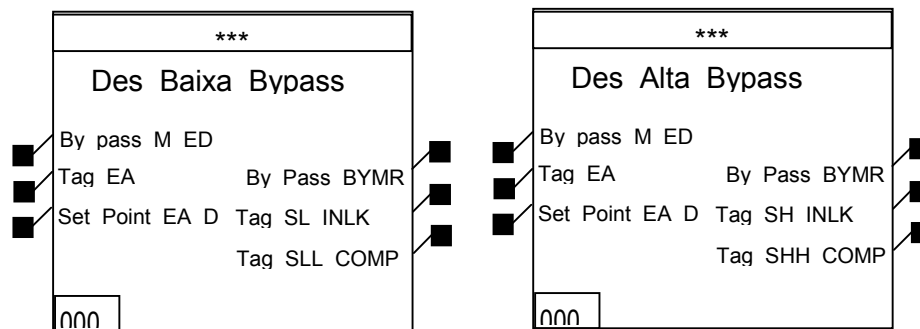 ***
Des Baixa Bypass
By pass M ED
Tag EA
By Pass BYMR
Set Point EA D
Tag SL INLK
Tag SLL COMP
000
***
Des Alta Bypass
By pass M ED
Tag EA
By Pass BYMR
Set Point EA D
Tag SH INLK
Tag SHH COMP
000